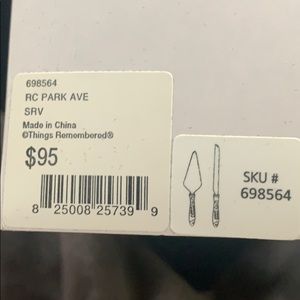 698564
RC PARK AVE
SRV
Made in China
©Things Remembered®
$95
8 25008 25739 9
SKU #
698564